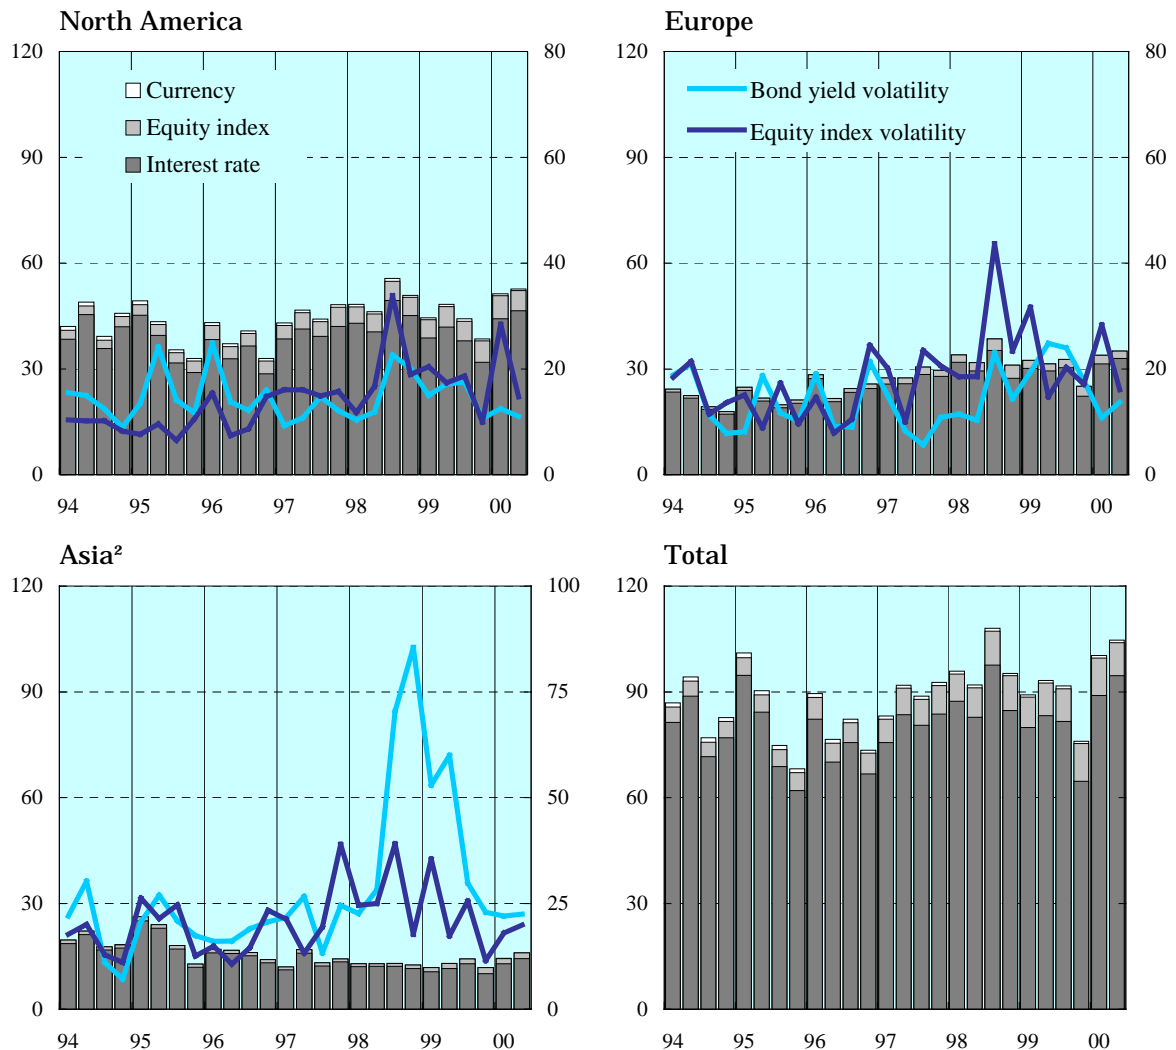 North America
120
80
Currency
Equity index
Interest rate
90
60
60
40
30
20
0
0
94 95 96 97 98 99 00
Europe
120
80
Bond yield volatility
Equity index volatility
90
60
60
40
30
20
0
0
94 95 96 97 98 99 00
Asia²
120
100
90
75
60
50
30
25
0
0
94 95 96 97 98 99 00
Total
120
90
60
30
0
94 95 96 97 98 99 00